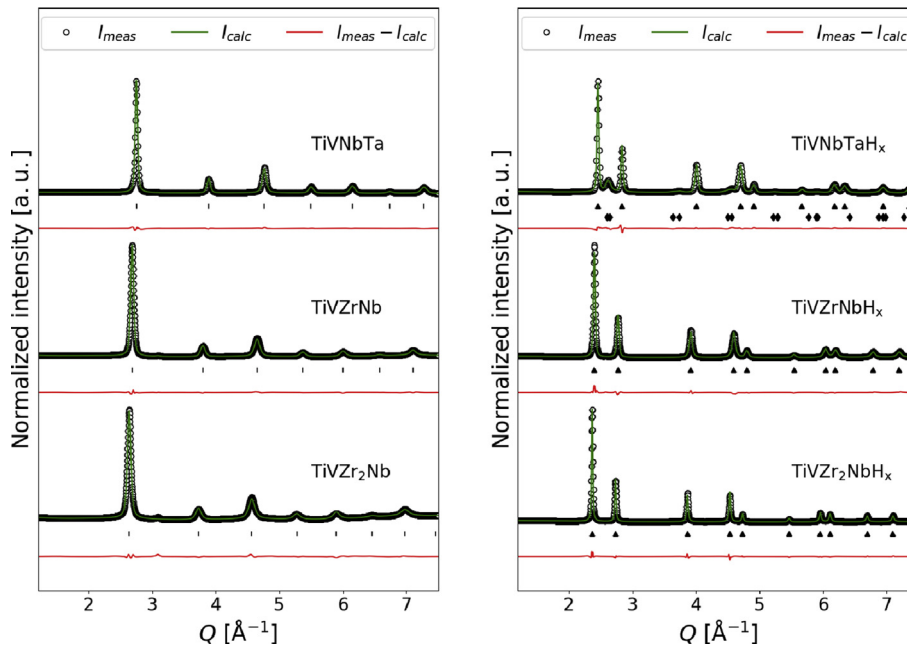 I_meas I_calc I_meas − I_calc
TiVNbTa
TiVZrNb
TiVZr₂Nb
Normalized intensity [a. u.]
2 3 4 5 6 7
Q [Å⁻¹]
I_meas I_calc I_meas − I_calc
TiVNbTaHₓ
TiVZrNbHₓ
TiVZr₂NbHₓ
Normalized intensity [a. u.]
2 3 4 5 6 7
Q [Å⁻¹]